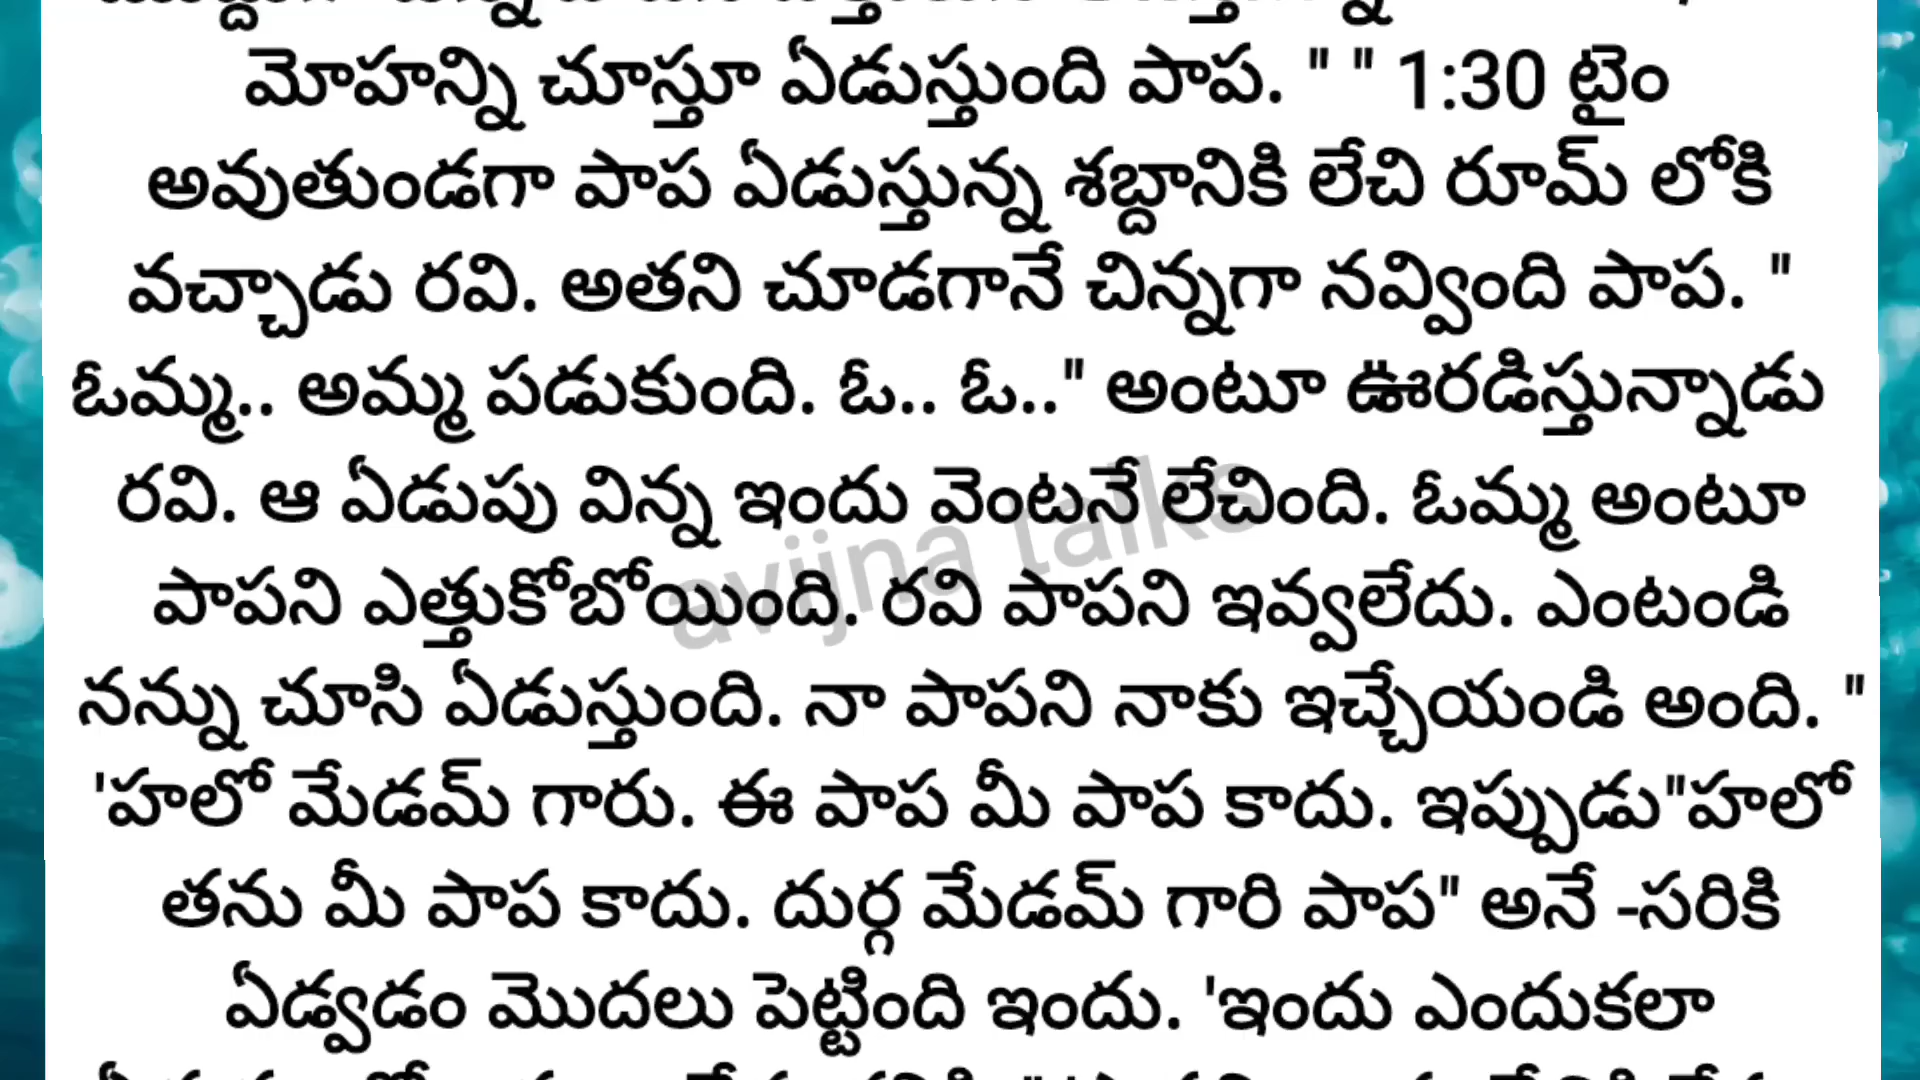 మోహన్ని చూస్తూ ఏడుస్తుంది పాప. " " 1:30 టైం
అవుతుండగా పాప ఏడుస్తున్న శబ్దానికి లేచి రూమ్ లోకి
వచ్చాడు రవి. అతని చూడగానే చిన్నగా నవ్వింది పాప. "
ఓమ్మ.. అమ్మ పడుకుంది. ఓ.. ఓ.." అంటూ ఊరడిస్తున్నాడు
రవి. ఆ ఏడుపు విన్న ఇందు వెంటనే లేచింది. ఓమ్మ అంటూ
పాపని ఎత్తుకోబోయింది. రవి పాపని ఇవ్వలేదు. ఎంటండి
నన్ను చూసి ఏడుస్తుంది. నా పాపని నాకు ఇచ్చేయండి అంది. "
'హలో మేడమ్ గారు. ఈ పాప మీ పాప కాదు. ఇప్పుడు"హలో
తను మీ పాప కాదు. దుర్గ మేడమ్ గారి పాప" అనే -సరికి
ఏడ్వడం మొదలు పెట్టింది ఇందు. 'ఇందు ఎందుకలా
avijna talks